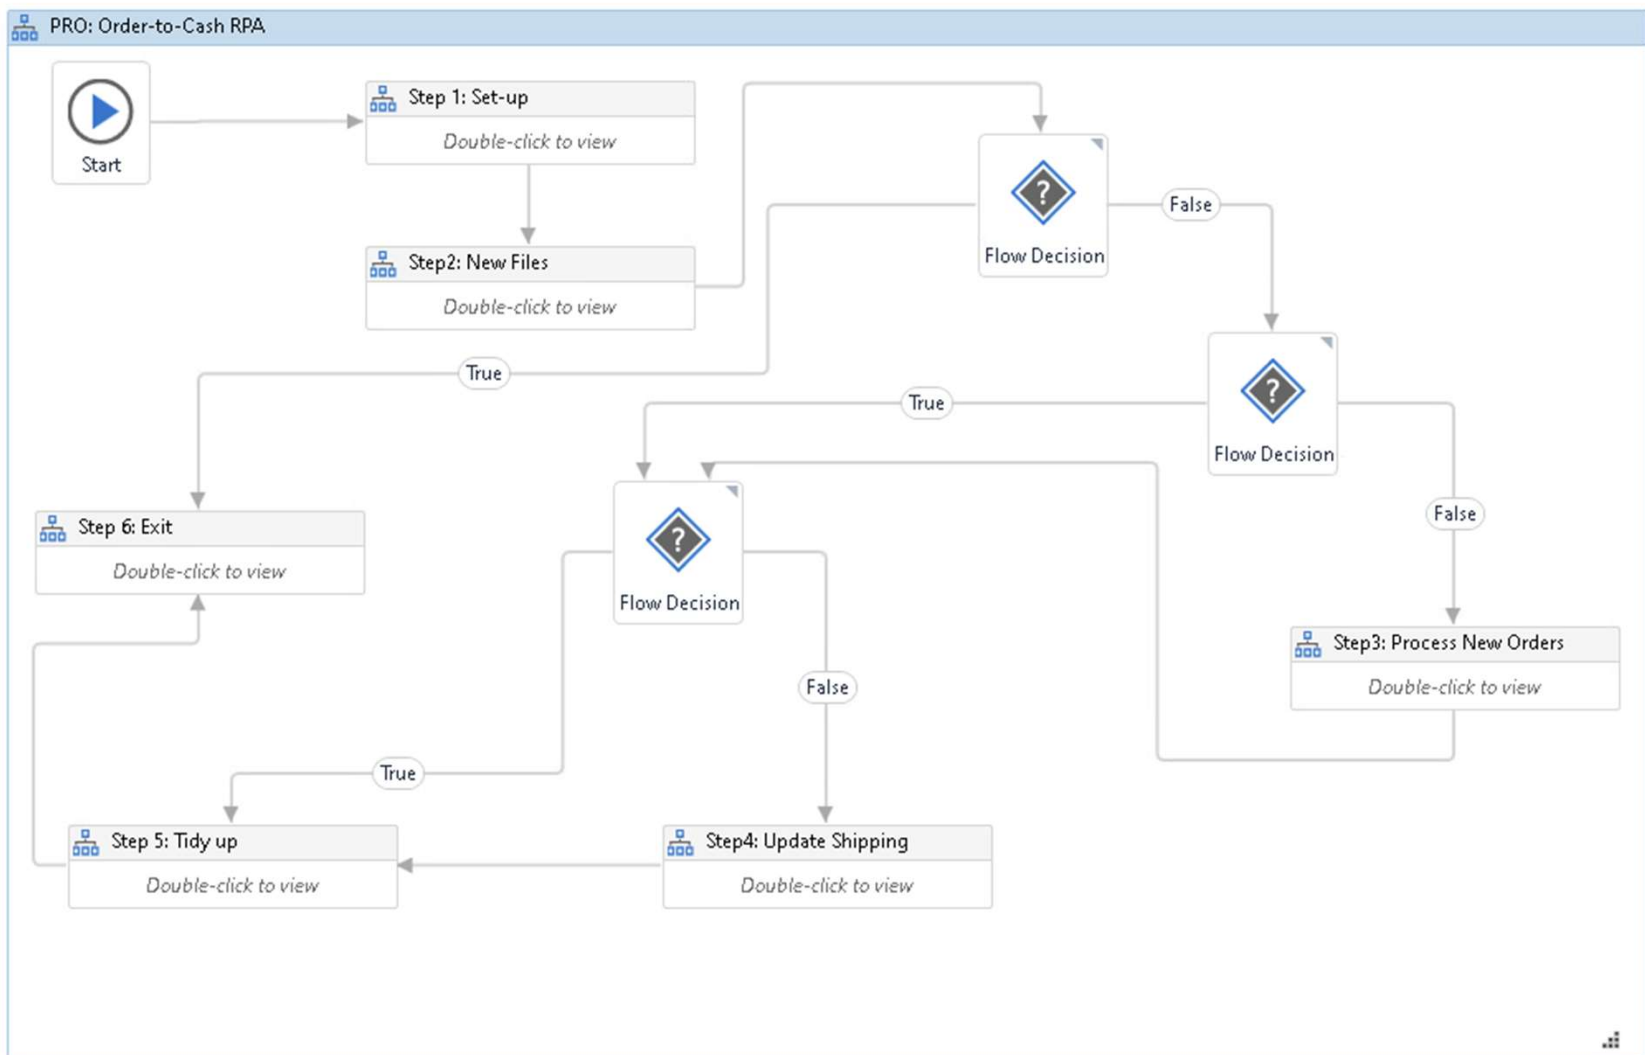 PRO: Order-to-Cash RPA
Start
Step 1: Set-up
Double-click to view
Step2: New Files
Double-click to view
?
Flow Decision
False
True
?
Flow Decision
True
False
?
Flow Decision
Step 6: Exit
Double-click to view
False
Step3: Process New Orders
Double-click to view
True
Step 5: Tidy up
Double-click to view
Step4: Update Shipping
Double-click to view